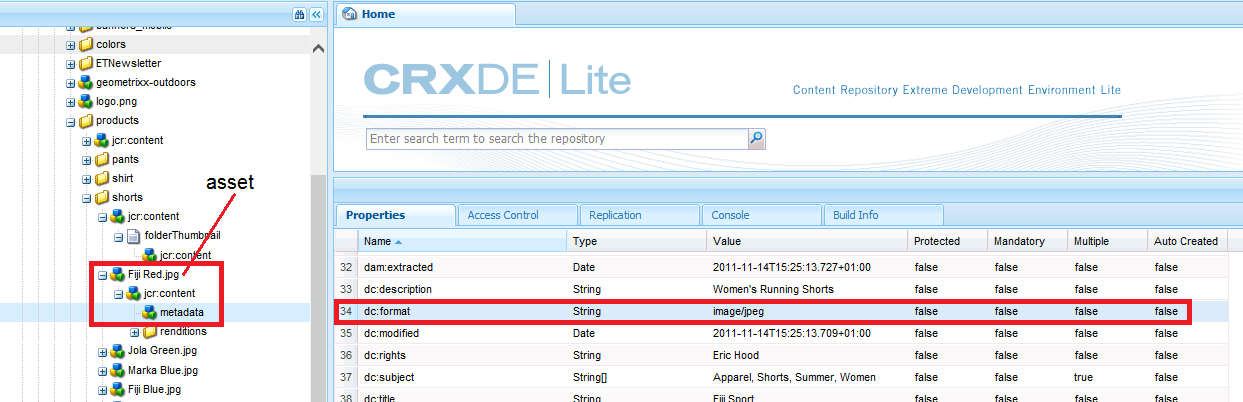 banners_mobile
colors
ETNewsletter
geometrixx-outdoors
logo.png
products
jcr:content
pants
shirt
shorts
asset
jcr:content
folderThumbnail
jcr:content
Fiji Red.jpg
jcr:content
metadata
renditions
Jola Green.jpg
Marka Blue.jpg
Fiji Blue.jpg
Home
CRXDE Lite
Content Repository Extreme Development Environment Lite
Enter search term to search the repository
Properties Access Control Replication Console Build Info
Name Type Value Protected Mandatory Multiple Auto Created
32 dam:extracted Date 2011-11-14T15:25:13.727+01:00 false false false false
33 dc:description String Women's Running Shorts false false false false
34 dc:format String image/jpeg false false false false
35 dc:modified Date 2011-11-14T15:25:13.709+01:00 false false false false
36 dc:rights String Eric Hood false false false false
37 dc:subject String[] Apparel, Shorts, Summer, Women false false true false
38 dc:title String Fiji Sport false false false false